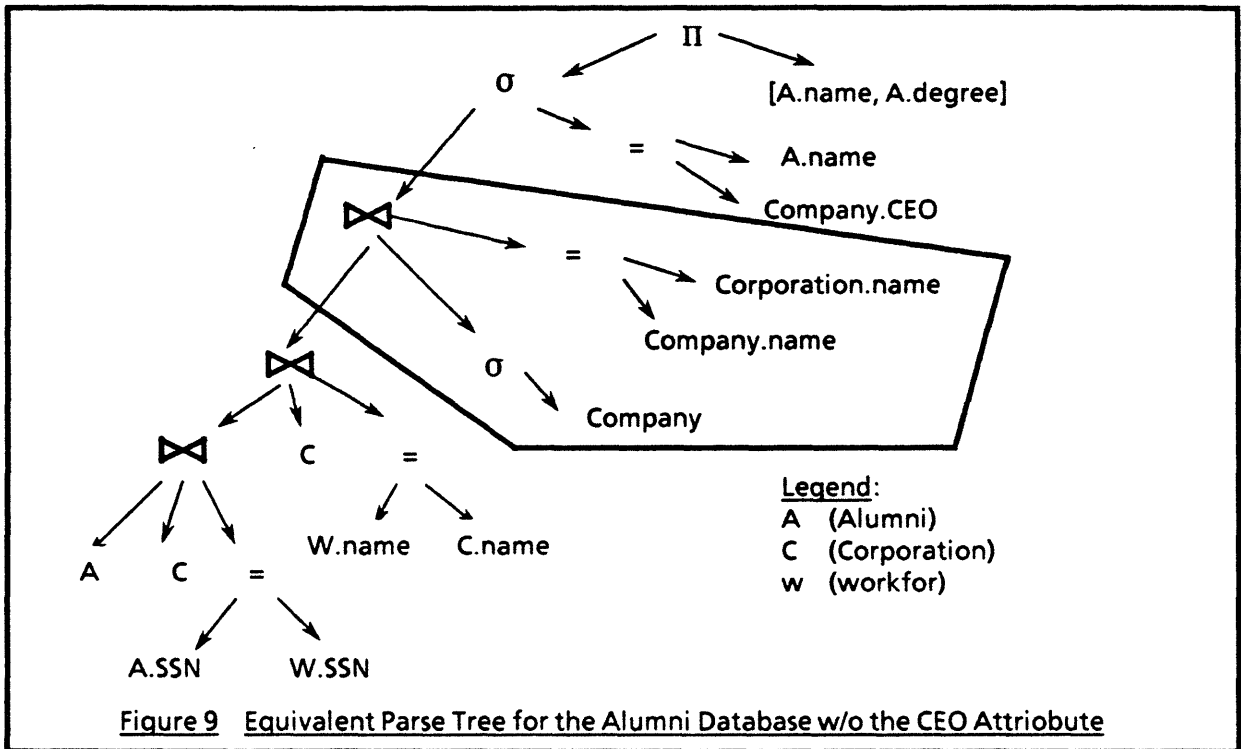 Π
σ
[A.name, A.degree]
=
A.name
Company.CEO
⋈
=
Corporation.name
Company.name
⋈
σ
Company
⋈
C
=
W.name
C.name
A
C
=
A.SSN
W.SSN
Legend:
A (Alumni)
C (Corporation)
w (workfor)
Figure 9 Equivalent Parse Tree for the Alumni Database w/o the CEO Attriobute